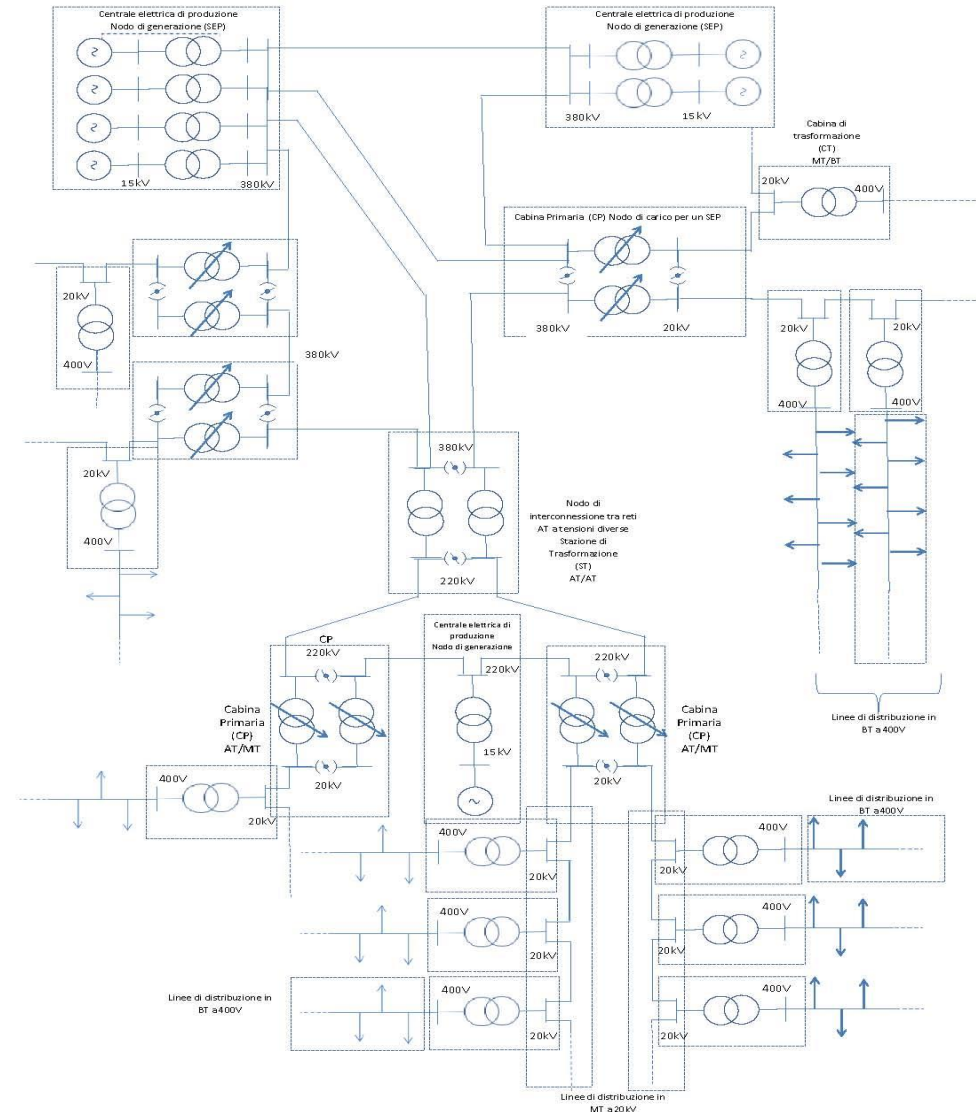 Centrale elettrica di produzione
Nodo di generazione (SEP)
15kV
380kV
Centrale elettrica di produzione
Nodo di generazione (SEP)
380kV
15kV
Cabina di
trasformazione
(CT)
MT/BT
20kV
400V
Cabina Primaria (CP) Nodo di carico per un SEP
380kV
20kV
20kV
400V
380kV
20kV
400V
20kV
400V
20kV
400V
380kV
220kV
Nodo di
interconnessione tra reti
AT a tensioni diverse
Stazione di
Trasformazione
(ST)
AT/AT
Linee di distribuzione in
BT a 400V
CP
220kV
Cabina
Primaria
(CP)
AT/MT
20kV
Centrale elettrica di
produzione
Nodo di generazione
220kV
15kV
220kV
Cabina
Primaria
(CP)
AT/MT
20kV
400V
20kV
400V
20kV
400V
20kV
400V
20kV
Linee di distribuzione in
BT a 400V
400V
20kV
400V
20kV
400V
20kV
Linee di distribuzione in
BT a 400V
Linee di distribuzione in
MT a 20kV